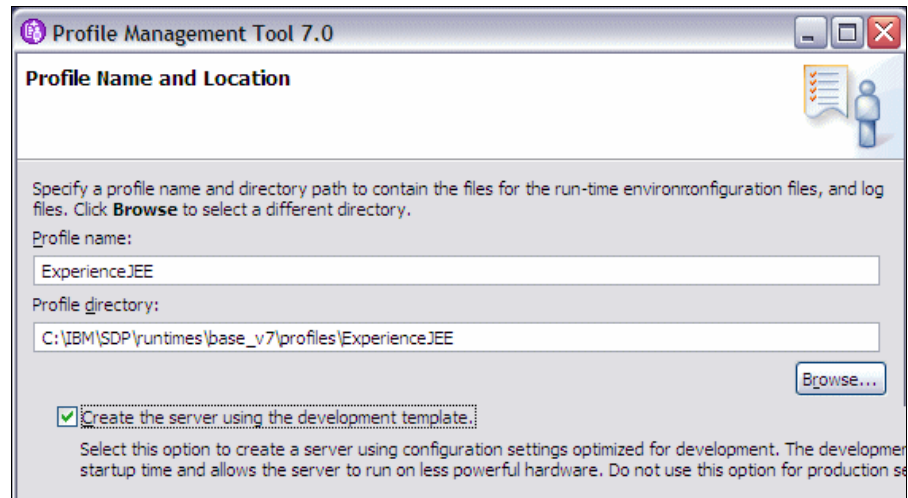 Profile Management Tool 7.0
Profile Name and Location
Specify a profile name and directory path to contain the files for the run-time environ configuration files, and log
files. Click Browse to select a different directory.
Profile name:
ExperienceJEE
Profile directory:
C:\IBM\SDP\runtimes\base_v7\profiles\ExperienceJEE
Browse...
Create the server using the development template.
Select this option to create a server using configuration settings optimized for development. The developmen
startup time and allows the server to run on less powerful hardware. Do not use this option for production se